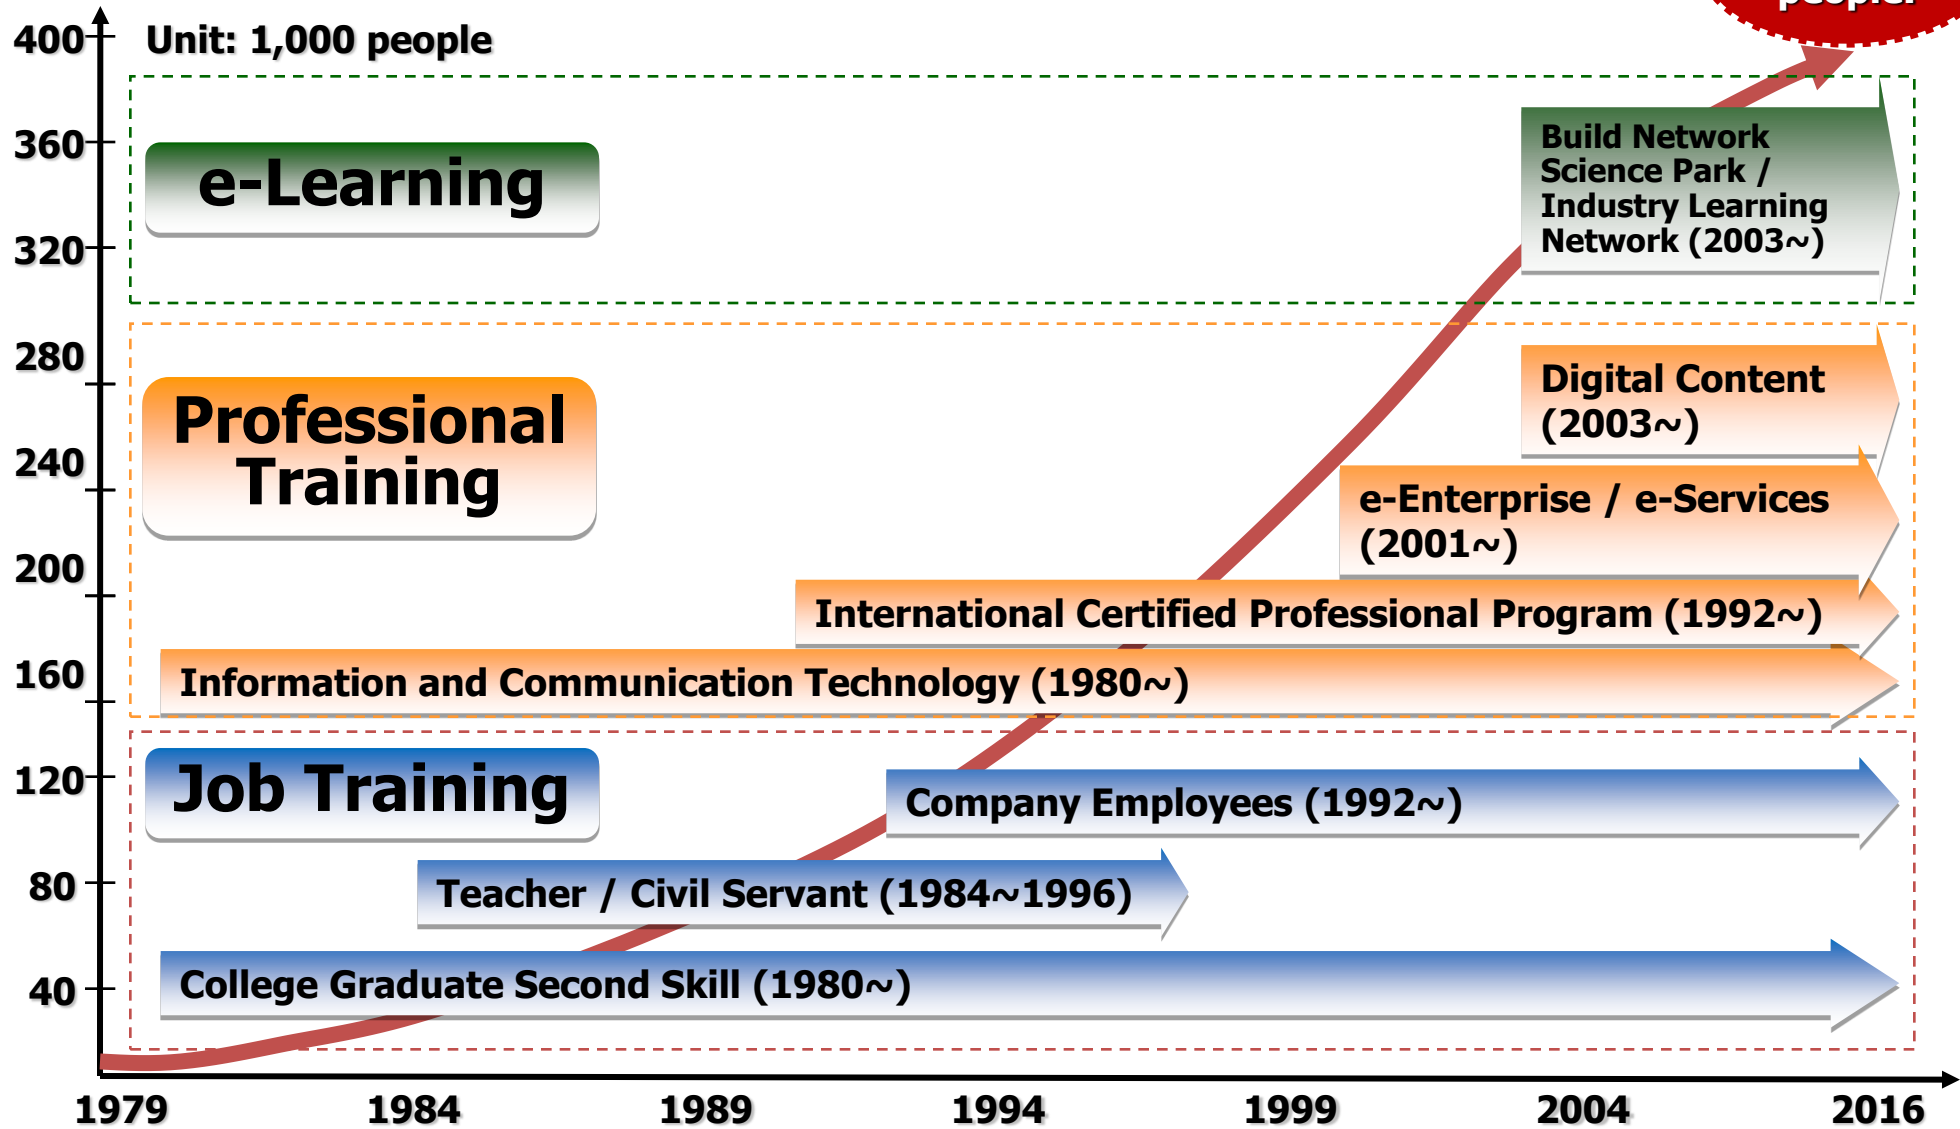 people!
400
Unit: 1,000 people
360
320
280
240
200
160
120
80
40
e-Learning
Build Network
Science Park /
Industry Learning
Network (2003~)
Professional
Training
Digital Content
(2003~)
e-Enterprise / e-Services
(2001~)
International Certified Professional Program (1992~)
Information and Communication Technology (1980~)
Job Training
Company Employees (1992~)
Teacher / Civil Servant (1984~1996)
College Graduate Second Skill (1980~)
1979 1984 1989 1994 1999 2004 2016